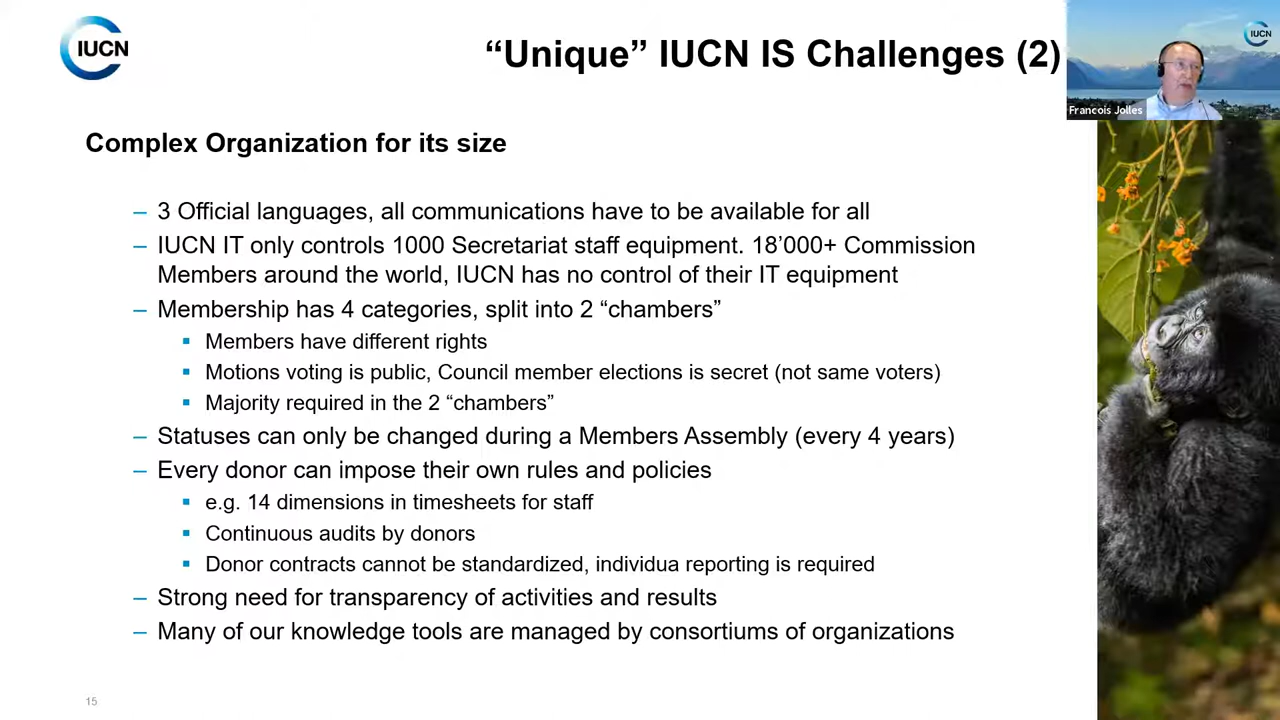 IUCN
“Unique” IUCN IS Challenges (2)
IUCN
Francois Jolles
Complex Organization for its size
– 3 Official languages, all communications have to be available for all
– IUCN IT only controls 1000 Secretariat staff equipment. 18’000+ Commission
Members around the world, IUCN has no control of their IT equipment
– Membership has 4 categories, split into 2 “chambers”
▪ Members have different rights
▪ Motions voting is public, Council member elections is secret (not same voters)
▪ Majority required in the 2 “chambers”
– Statuses can only be changed during a Members Assembly (every 4 years)
– Every donor can impose their own rules and policies
▪ e.g. 14 dimensions in timesheets for staff
▪ Continuous audits by donors
▪ Donor contracts cannot be standardized, individua reporting is required
– Strong need for transparency of activities and results
– Many of our knowledge tools are managed by consortiums of organizations
15